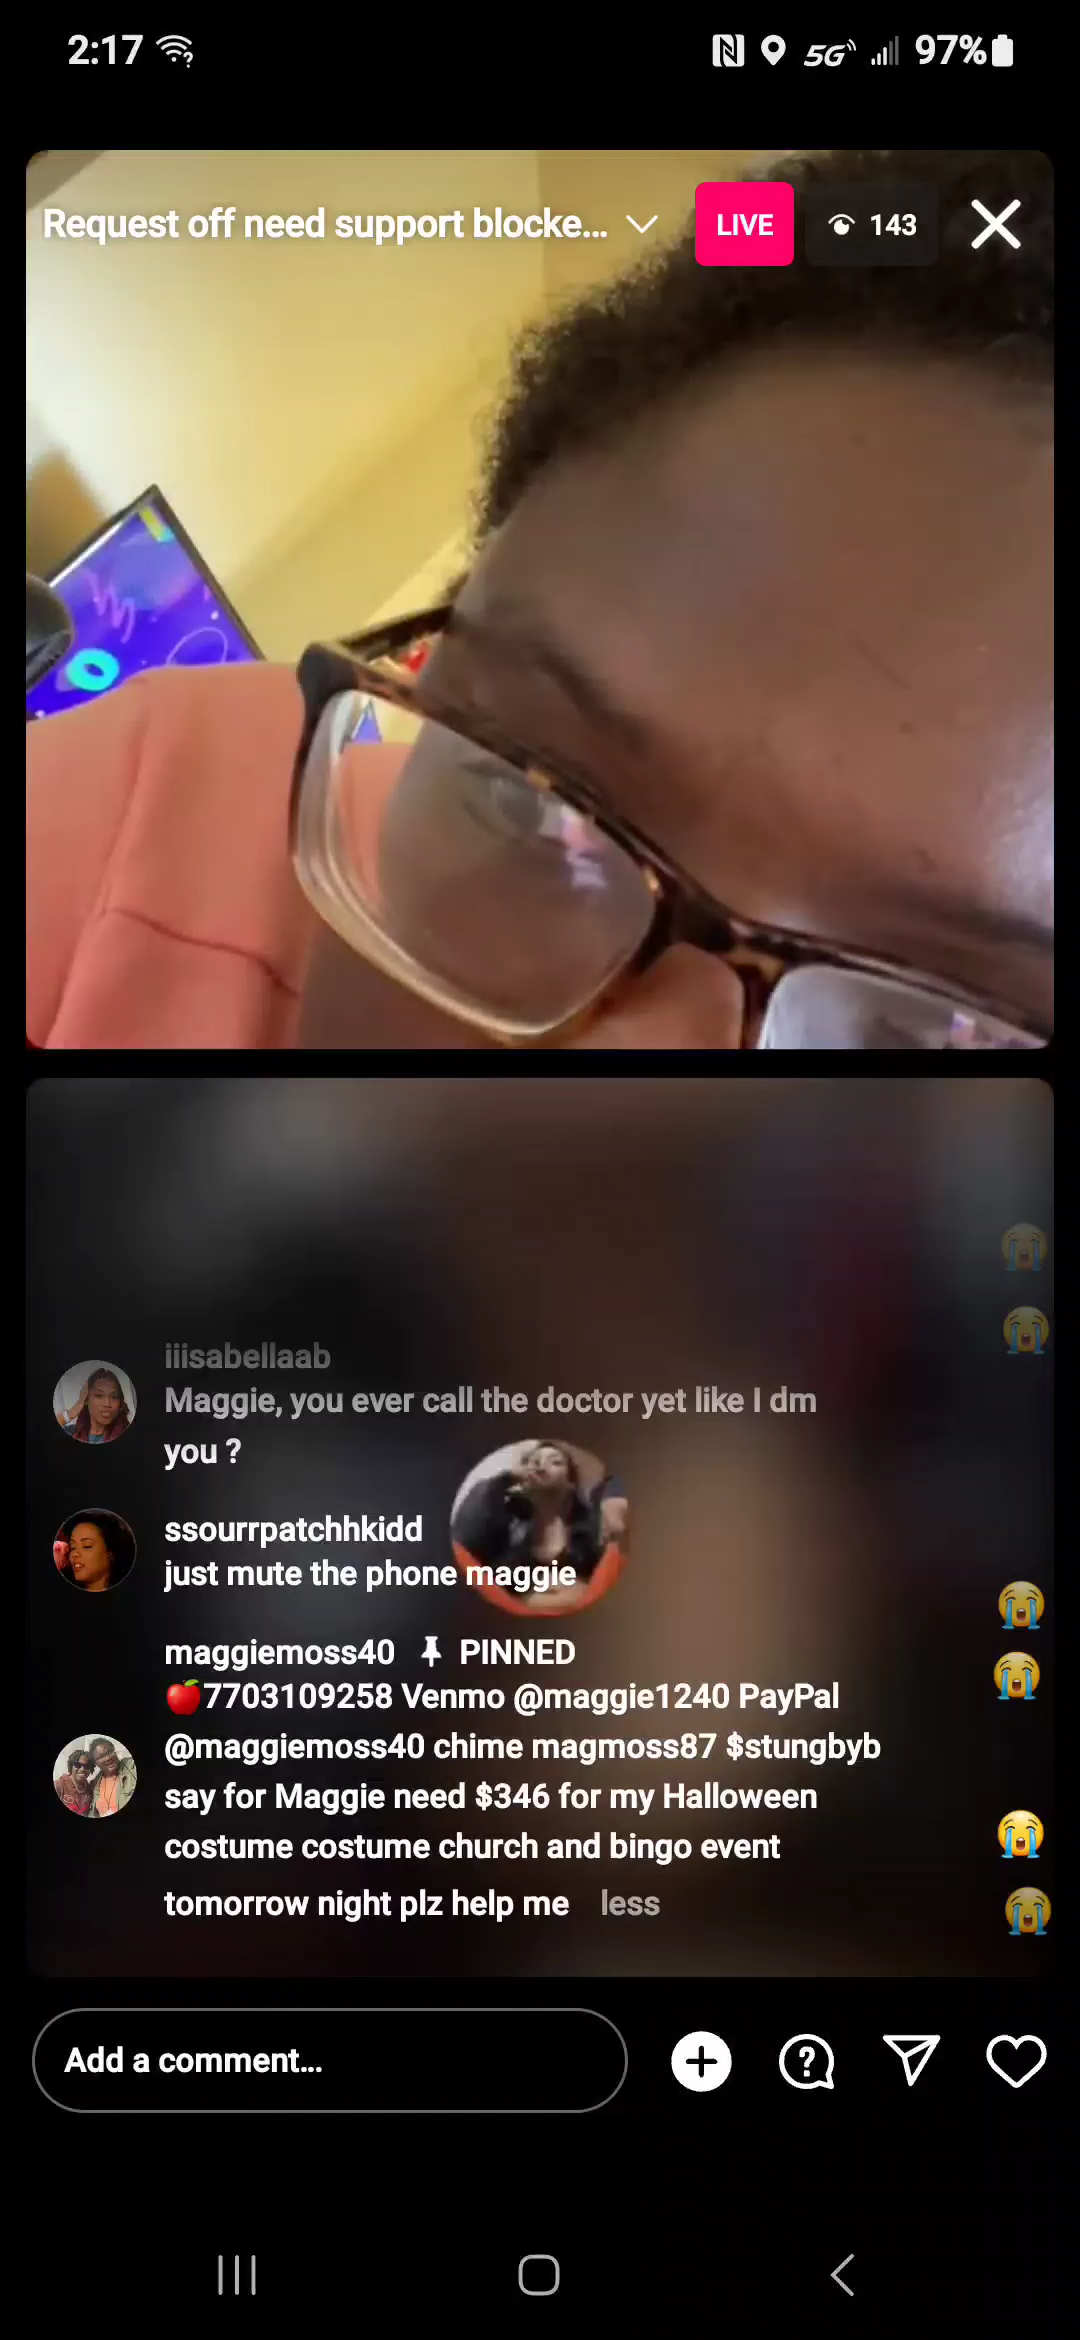 2:17 5G 97%
Request off need support blocke... LIVE 143
iiisabellaab
Maggie, you ever call the doctor yet like I dm
you ?
ssourrpatchhkidd
just mute the phone maggie
maggiemoss40 PINNED
🍎7703109258 Venmo @maggie1240 PayPal
@maggiemoss40 chime magmoss87 $stungbyb
say for Maggie need $346 for my Halloween
costume costume church and bingo event
tomorrow night plz help me less
Add a comment...